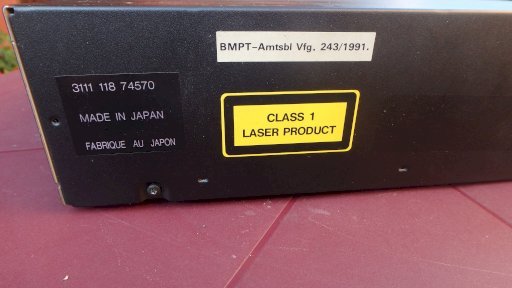 BMPT-Amtsbl Vfg. 243/1991.
3111 118 74570
MADE IN JAPAN
FABRIQUE AU JAPON
CLASS 1
LASER PRODUCT